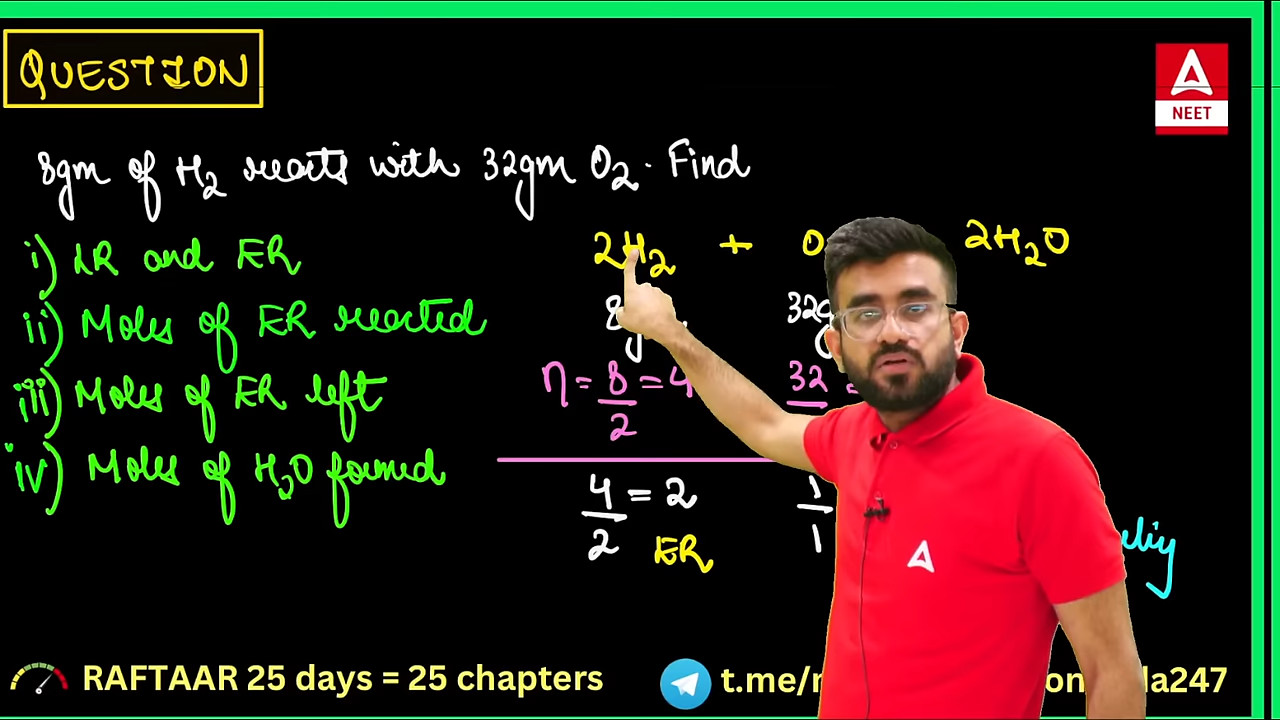 QUESTION
NEET
8gm of H₂ reacts with 32gm O₂. Find
i) LR and ER
ii) Moles of ER reacted
iii) Moles of ER left
iv) Moles of H₂O formed
2H₂ + 2H₂O
n = 8/2 = 4 32
4/2 = 2 1/1
ER
RAFTAAR 25 days = 25 chapters